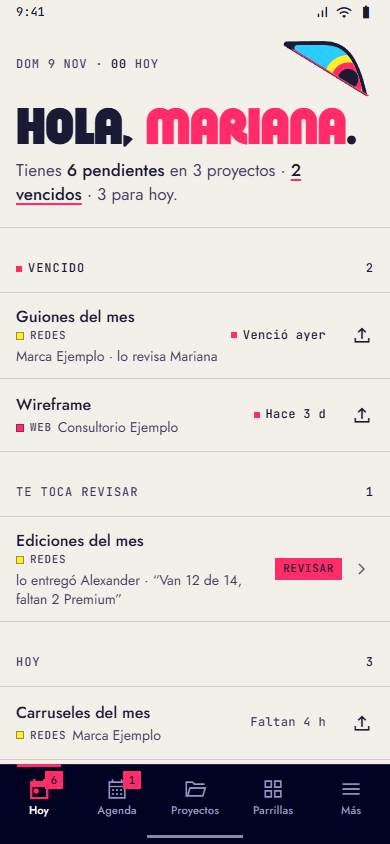 9:41
DOM 9 NOV · 00 HOY
HOLA, MARIANA.
Tienes 6 pendientes en 3 proyectos · 2
vencidos · 3 para hoy.
VENCIDO 2
Guiones del mes
REDES
Venció ayer
Marca Ejemplo · lo revisa Mariana
Wireframe
Hace 3 d
WEB Consultorio Ejemplo
TE TOCA REVISAR 1
Ediciones del mes
REDES
REVISAR
lo entregó Alexander · “Van 12 de 14,
faltan 2 Premium”
HOY 3
Carruseles del mes
Faltan 4 h
REDES Marca Ejemplo
6 1
Hoy Agenda Proyectos Parrillas Más